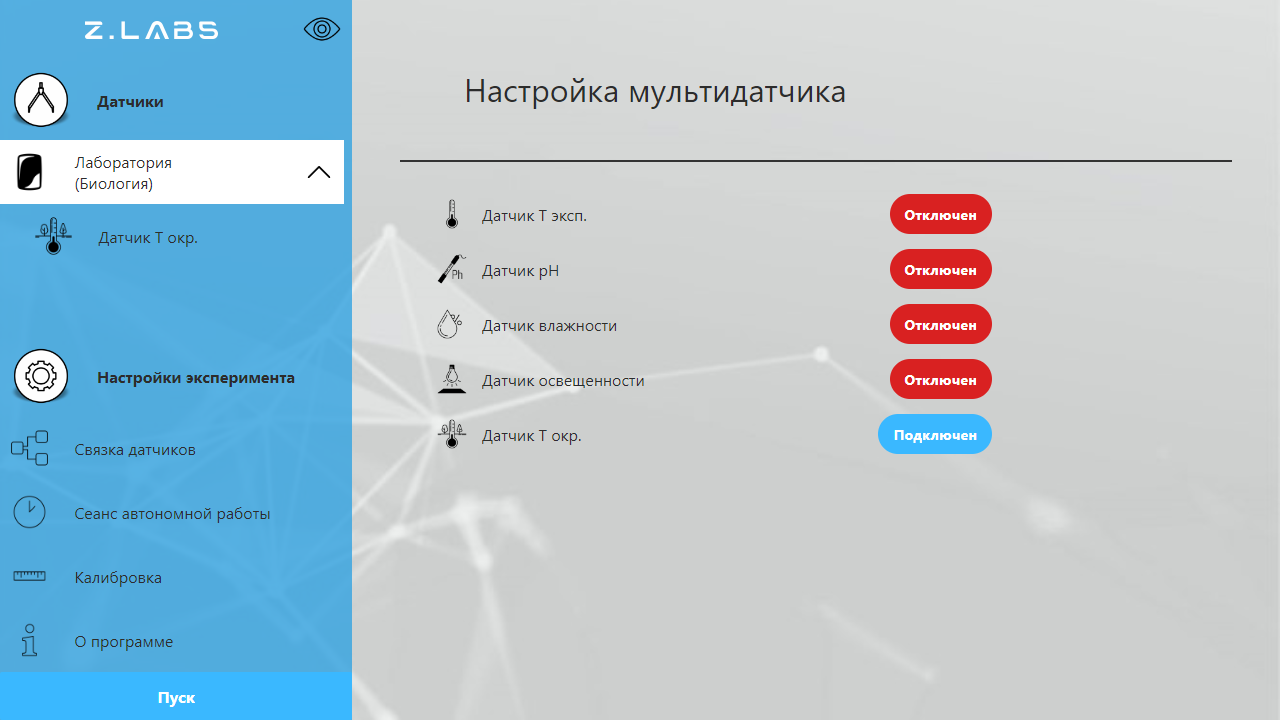 Z.LABS
Датчики
Лаборатория
(Биология)
Датчик Т окр.
Настройки эксперимента
Связка датчиков
Сеанс автономной работы
Калибровка
О программе
Пуск
Настройка мультидатчика
Датчик Т эксп. Отключен
Ph Датчик pH Отключен
% Датчик влажности Отключен
Датчик освещенности Отключен
Датчик Т окр. Подключен